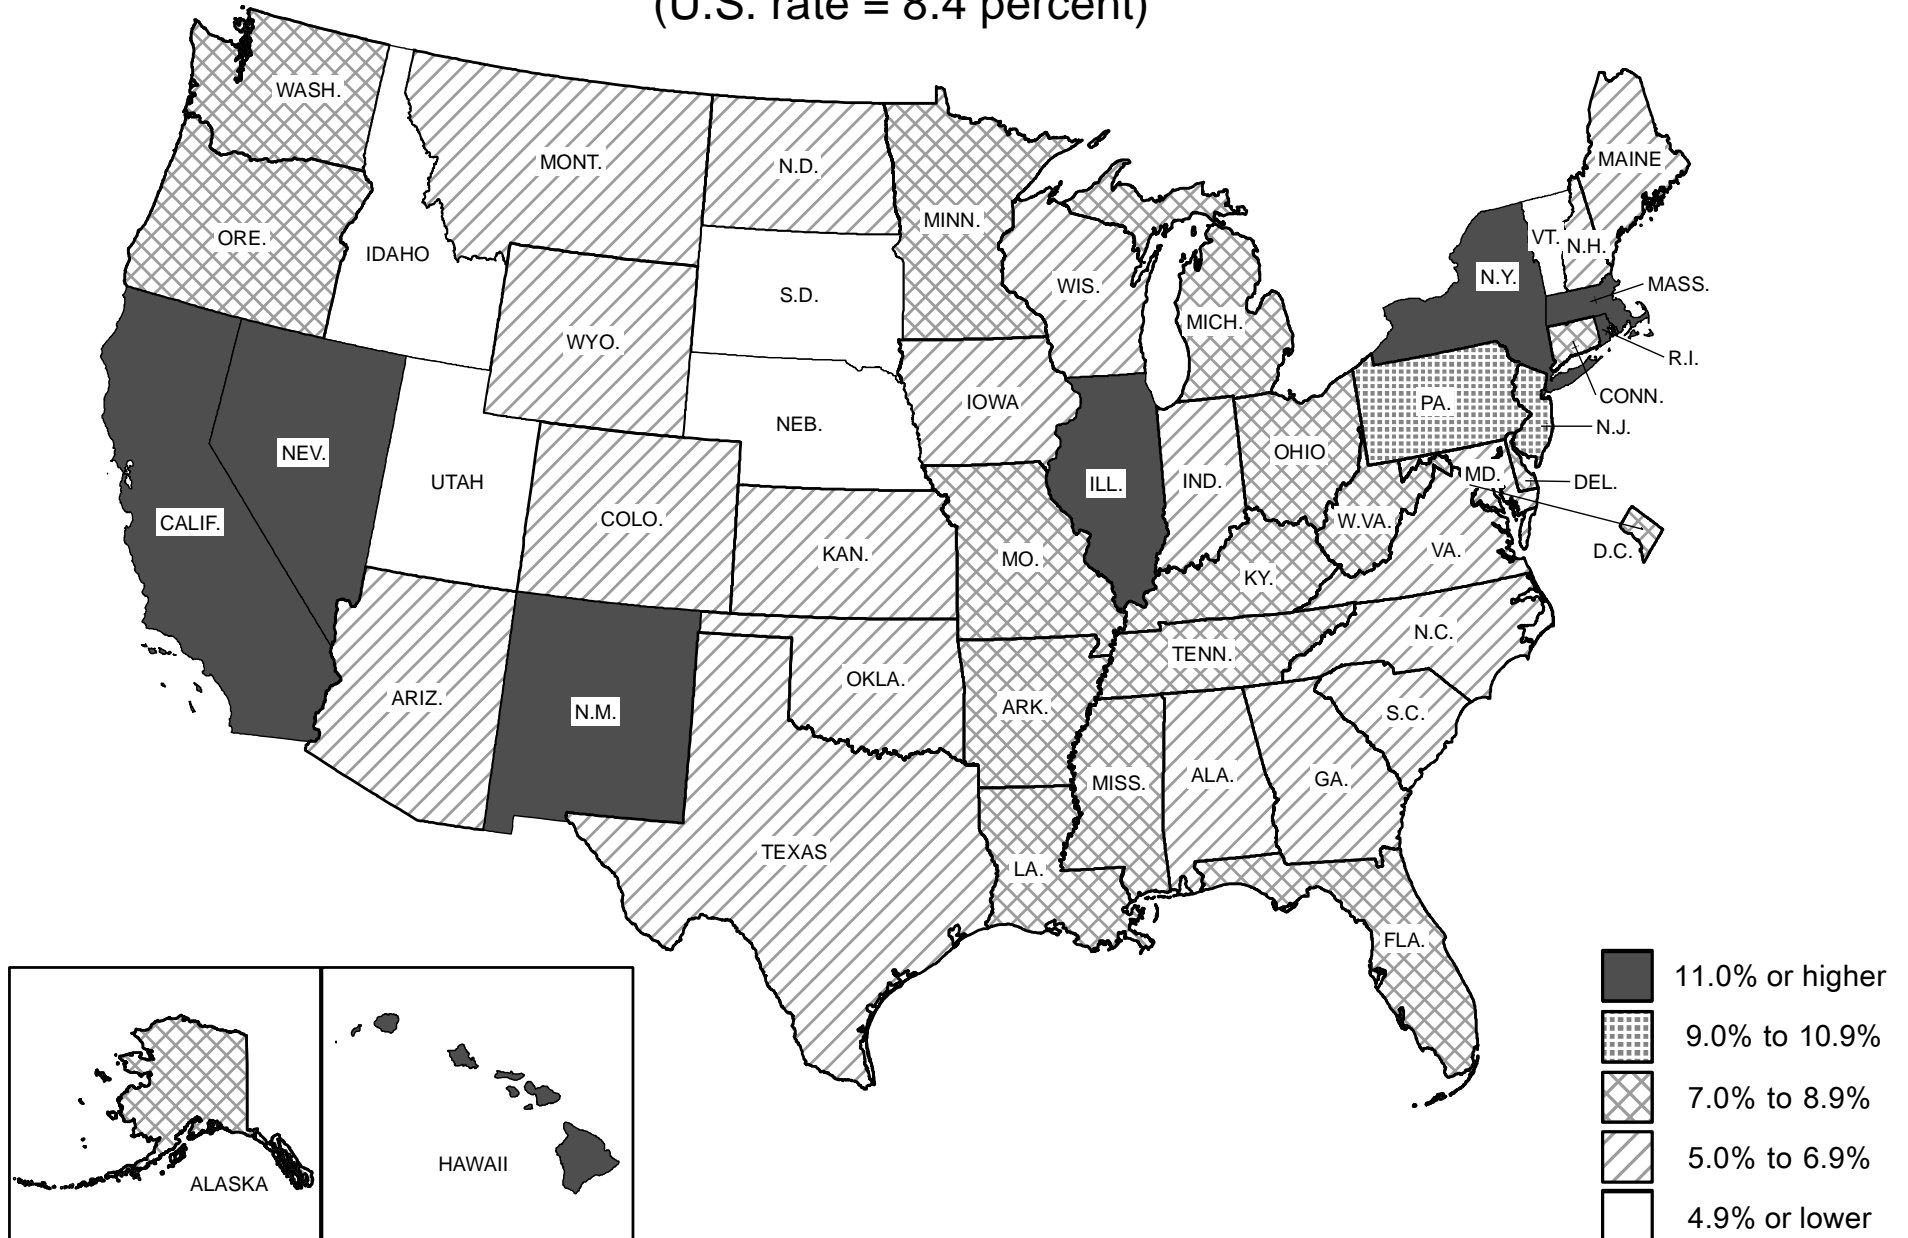 (U.S. rate = 8.4 percent)
WASH.
MONT.
N.D.
MINN.
MAINE
ORE.
IDAHO
S.D.
WIS.
MICH.
N.Y.
VT.
N.H.
MASS.
WYO.
R.I.
CONN.
IOWA
PA.
N.J.
NEB.
NEV.
UTAH
OHIO
ILL.
IND.
MD.
DEL.
CALIF.
COLO.
KAN.
MO.
W.VA.
VA.
D.C.
KY.
N.C.
TENN.
ARIZ.
N.M.
OKLA.
ARK.
S.C.
MISS.
ALA.
GA.
TEXAS
LA.
FLA.
ALASKA
HAWAII
11.0% or higher
9.0% to 10.9%
7.0% to 8.9%
5.0% to 6.9%
4.9% or lower